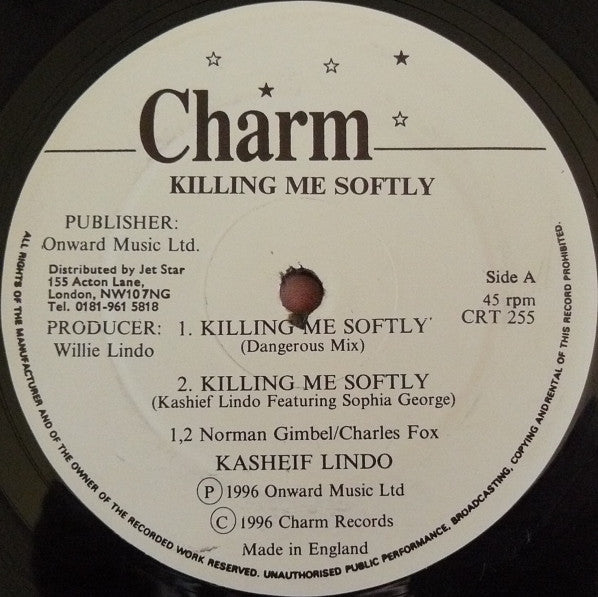 Charm
KILLING ME SOFTLY
PUBLISHER:
Onward Music Ltd.
Distributed by Jet Star
155 Acton Lane,
London, NW107NG
Tel. 0181-961 5818
PRODUCER:
Willie Lindo
Side A
45 rpm
CRT 255
1. KILLING ME SOFTLY
(Dangerous Mix)
2. KILLING ME SOFTLY
(Kashief Lindo Featuring Sophia George)
1,2 Norman Gimbel/Charles Fox
KASHEIF LINDO
Ⓟ 1996 Onward Music Ltd
© 1996 Charm Records
Made in England
ALL RIGHTS OF THE MANUFACTURER AND OF THE OWNER OF THE RECORDED WORK RESERVED. UNAUTHORISED PUBLIC PERFORMANCE, BROADCASTING, COPYING AND RENTAL OF THIS RECORD PROHIBITED.